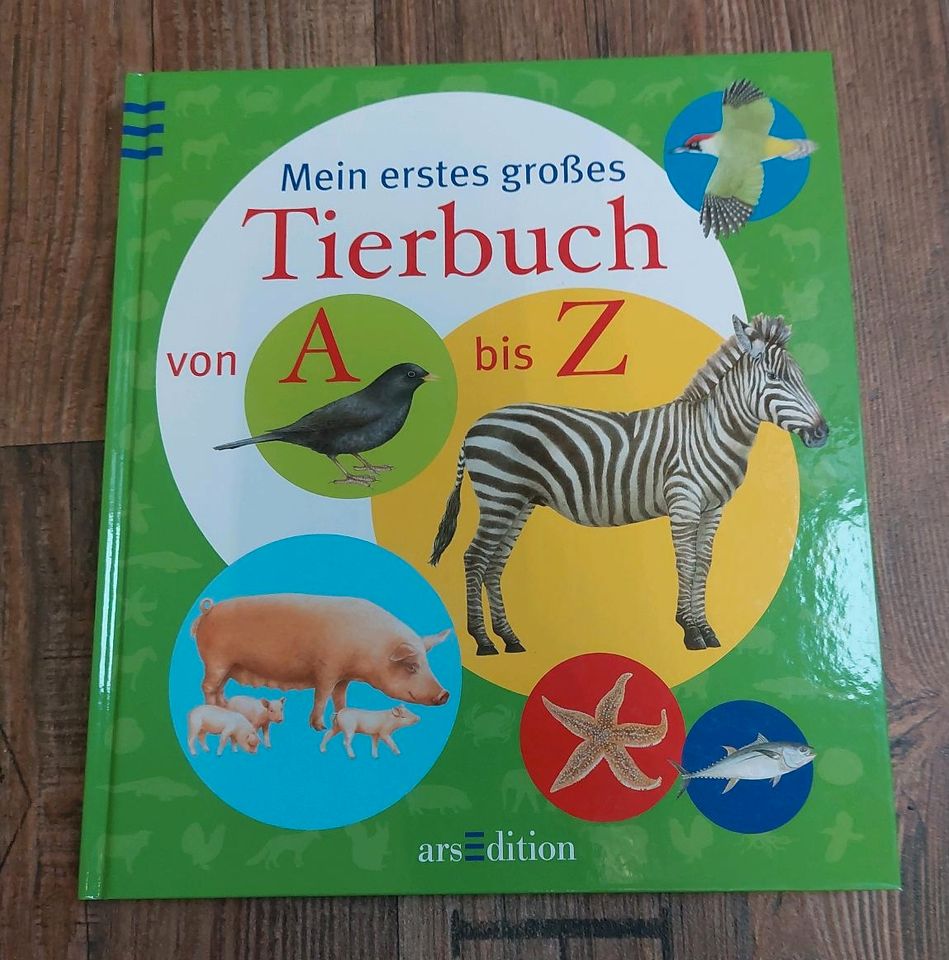 Mein erstes großes
Tierbuch
von A bis Z
arsEdition